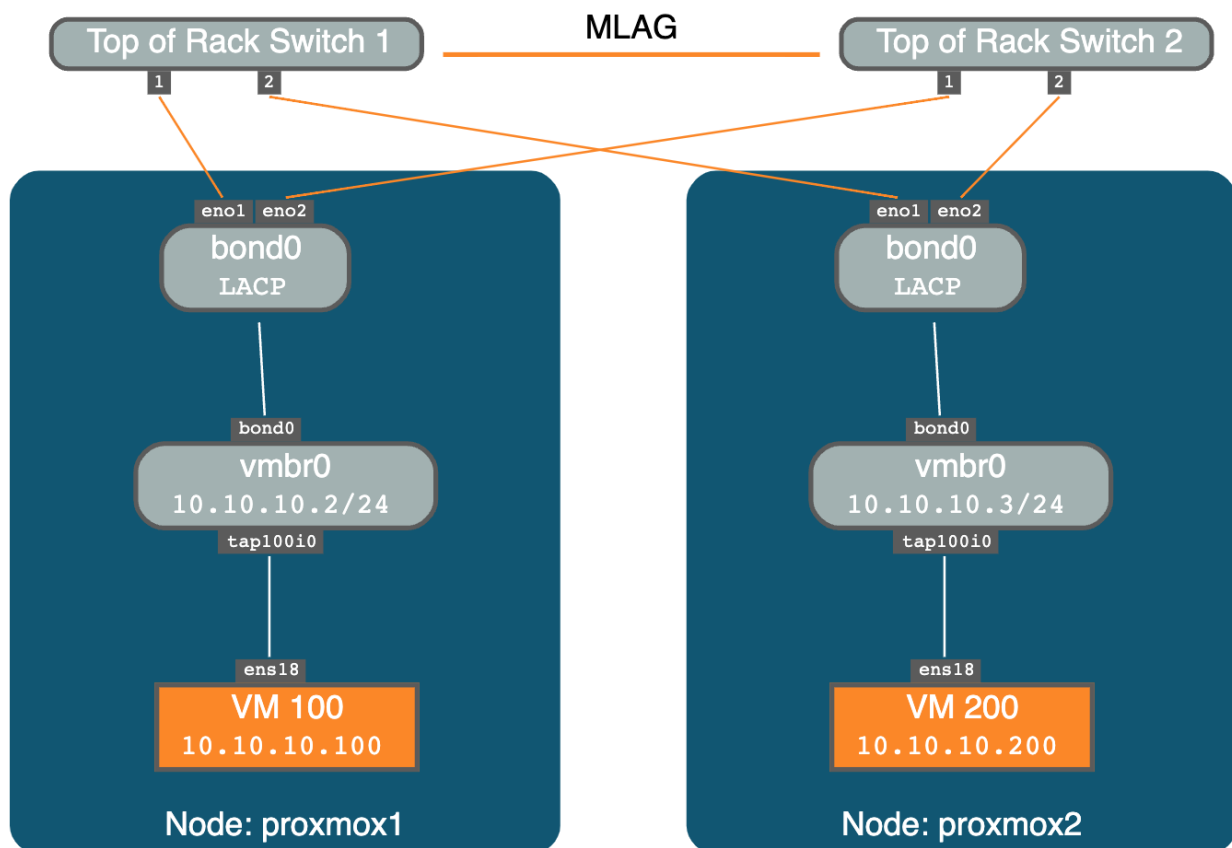 MLAG
Top of Rack Switch 1
Top of Rack Switch 2
1 2
1 2
eno1 eno2
bond0
LACP
bond0
vmbr0
10.10.10.2/24
tap100i0
ens18
VM 100
10.10.10.100
Node: proxmox1
eno1 eno2
bond0
LACP
bond0
vmbr0
10.10.10.3/24
tap100i0
ens18
VM 200
10.10.10.200
Node: proxmox2